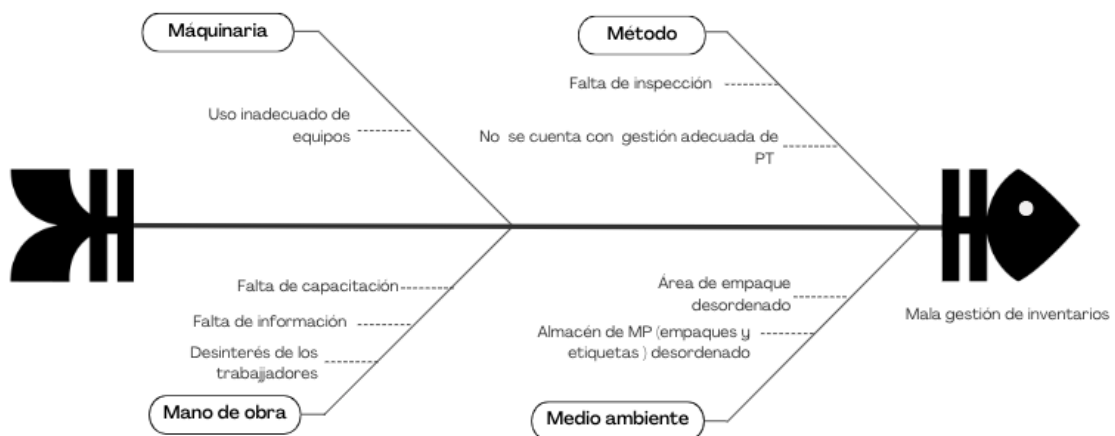 Máquinaria
Uso inadecuado de
equipos
Método
Falta de inspección
No se cuenta con gestión adecuada de
PT
Falta de capacitación
Falta de información
Desinterés de los
trabajjadores
Mano de obra
Área de empaque
desordenado
Almacén de MP (empaques y
etiquetas ) desordenado
Medio ambiente
Mala gestión de inventarios